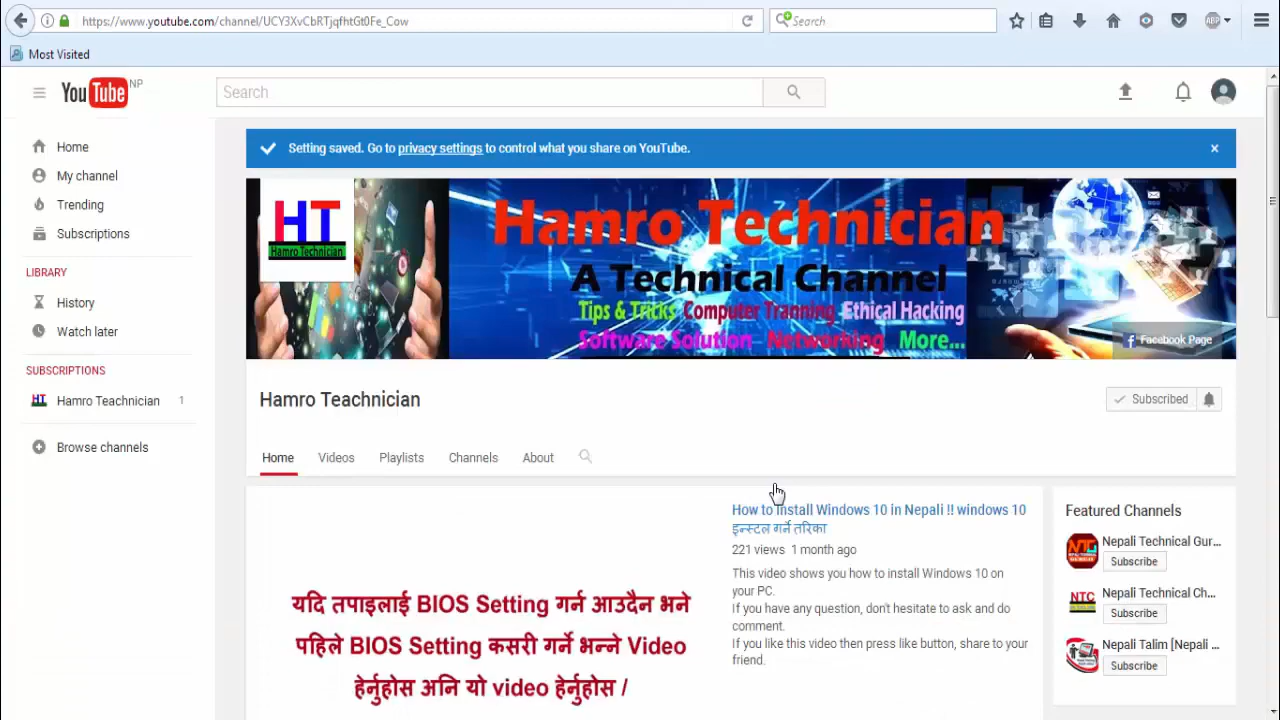 https://www.youtube.com/channel/UCY3XvCbRTjqfhtGt0Fe_Cow
Search
ABP
Most Visited
YouTube NP
Search
Home
My channel
Trending
Subscriptions
LIBRARY
History
Watch later
SUBSCRIPTIONS
Hamro Teachnician 1
Browse channels
Setting saved. Go to privacy settings to control what you share on YouTube.
HT
Hamro Technician
Hamro Technician
A Technical Channel
Tips & Tricks Computer Tranning Ethical Hacking
Software Solution Networking More...
Facebook Page
Hamro Teachnician
Subscribed
Home Videos Playlists Channels About
How to install Windows 10 in Nepali !! windows 10
इन्स्टल गर्ने तरिका
221 views 1 month ago
This video shows you how to install Windows 10 on
your PC.
If you have any question, don't hesitate to ask and do
comment.
If you like this video then press like button, share to your
friend.
यदि तपाइलाई BIOS Setting गर्न आउदैन भने
पहिले BIOS Setting कसरी गर्ने भन्ने Video
हेर्नुहोस अनि यो video हेर्नुहोस /
Featured Channels
Nepali Technical Gur...
Subscribe
NTC
Nepali Technical Ch...
Subscribe
Nepali Talim [Nepali ...
Subscribe